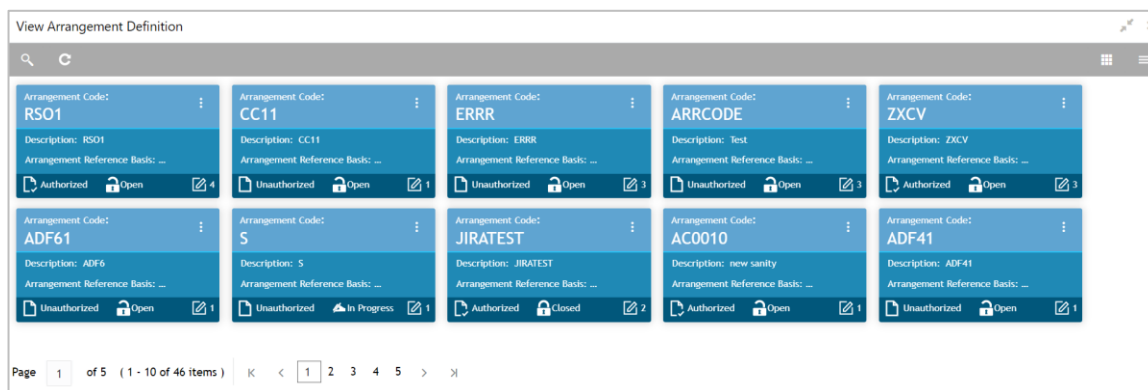 View Arrangement Definition
Arrangement Code:
RSO1
Description: RSO1
Arrangement Reference Basis: ...
Authorized Open 4
Arrangement Code:
CC11
Description: CC11
Arrangement Reference Basis: ...
Unauthorized Open 1
Arrangement Code:
ERRR
Description: ERRR
Arrangement Reference Basis: ...
Unauthorized Open 3
Arrangement Code:
ARRCODE
Description: Test
Arrangement Reference Basis: ...
Unauthorized Open 3
Arrangement Code:
ZXCV
Description: ZXCV
Arrangement Reference Basis: ...
Authorized Open 3
Arrangement Code:
ADF61
Description: ADF6
Arrangement Reference Basis: ...
Unauthorized Open 1
Arrangement Code:
S
Description: S
Arrangement Reference Basis: ...
Unauthorized In Progress 1
Arrangement Code:
JIRATEST
Description: JIRATEST
Arrangement Reference Basis: ...
Authorized Closed 2
Arrangement Code:
AC0010
Description: new sanity
Arrangement Reference Basis: ...
Authorized Open 1
Arrangement Code:
ADF41
Description: ADF41
Arrangement Reference Basis: ...
Unauthorized Open 1
Page 1 of 5 ( 1 - 10 of 46 items ) 1 2 3 4 5